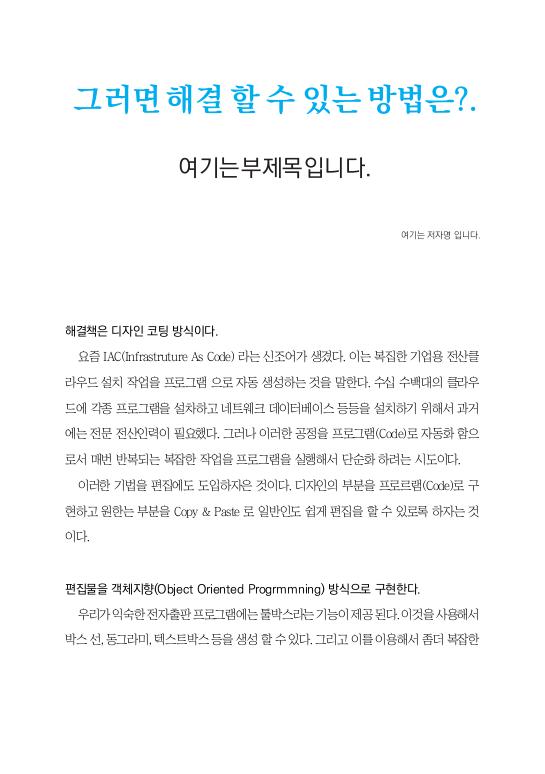 그러면 해결 할 수 있는 방법은?.
여기는부제목입니다.
여기는 저자명 입니다.
해결책은 디자인 코팅 방식이다.
요즘 IAC(Infrastruture As Code) 라는 신조어가 생겼다. 이는 복잡한 기업용 전산클
라우드 설치 작업을 프로그램 으로 자동 생성하는 것을 말한다. 수십 수백대의 클라우
드에 각종 프로그램을 설차하고 네트워크 데이터베이스 등등을 설치하기 위해서 과거
에는 전문 전산인력이 필요했다. 그러나 이러한 공정을 프로그램(Code)로 자동화 함으
로서 매번 반복되는 복잡한 작업을 프로그램을 실행해서 단순화 하려는 시도이다.
이러한 기법을 편집에도 도입하자은 것이다. 디자인의 부분을 프로르램(Code)로 구
현하고 원한는 부분을 Copy & Paste 로 일반인도 쉽게 편집을 할 수 있로록 하자는 것
이다.
편집물을 객체지향(Object Oriented Progrmmning) 방식으로 구현한다.
우리가 익숙한 전자출판 프로그램에는 툴박스라는 기능이 제공 된다. 이것을 사용해서
박스 선, 동그라미, 텍스트박스 등을 생성 할 수 있다. 그리고 이를 이용해서 좀더 복잡한